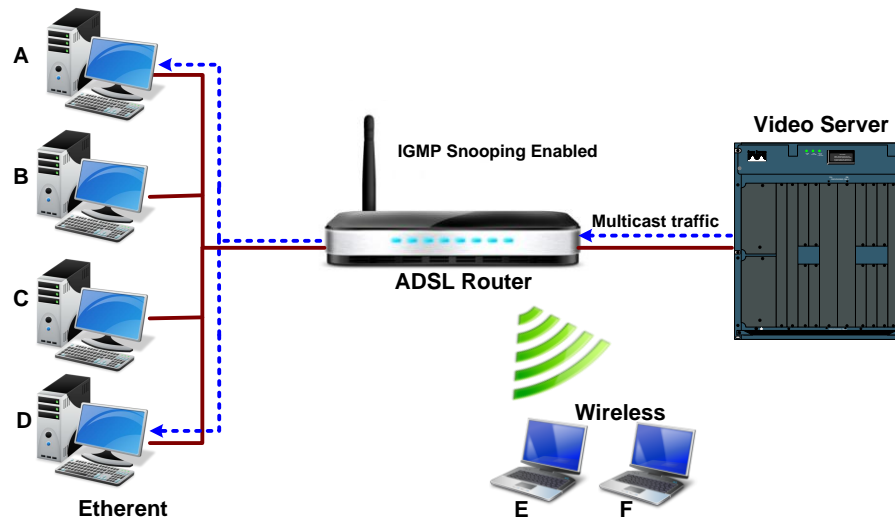 A
B
C
D
Etherent
IGMP Snooping Enabled
ADSL Router
Multicast traffic
Video Server
Wireless
E
F